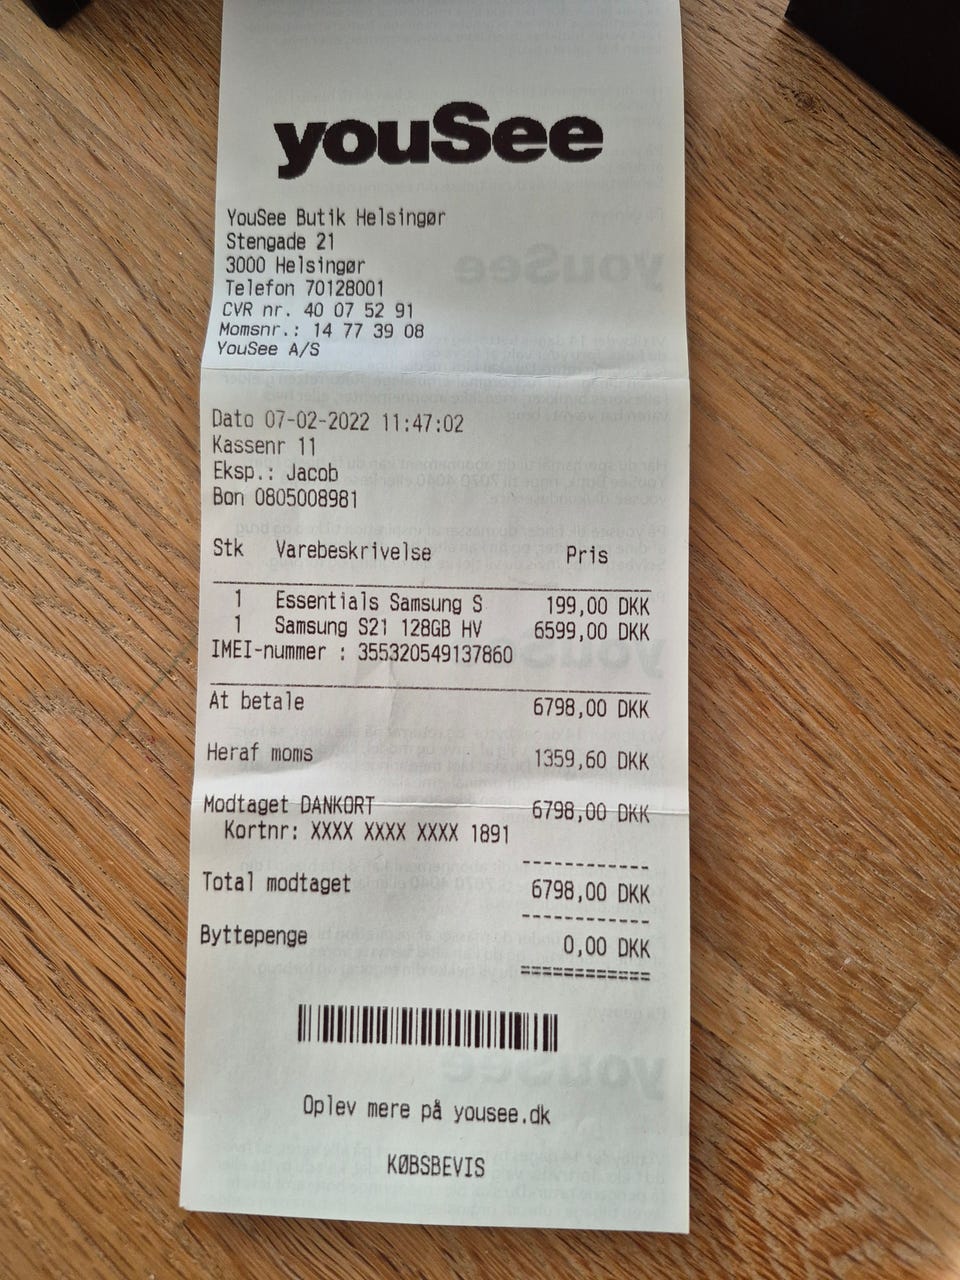 youSee
YouSee Butik Helsingør
Stengade 21
3000 Helsingør
Telefon 70128001
CVR nr. 40 07 52 91
Momsnr.: 14 77 39 08
YouSee A/S
Dato 07-02-2022 11:47:02
Kassenr 11
Eksp.: Jacob
Bon 0805008981
Stk Varebeskrivelse Pris
1 Essentials Samsung S 199,00 DKK
1 Samsung S21 128GB HV 6599,00 DKK
IMEI-nummer : 355320549137860
At betale 6798,00 DKK
Heraf moms 1359,60 DKK
Modtaget DANKORT 6798,00 DKK
Kortnr: XXXX XXXX XXXX 1891
Total modtaget 6798,00 DKK
Byttepenge 0,00 DKK
Oplev mere på yousee.dk
KØBSBEVIS